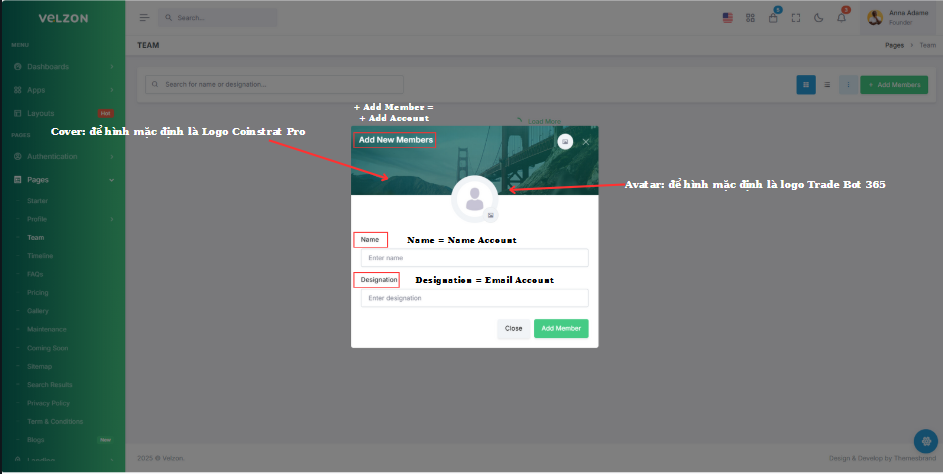 VELZON
Search...
5
3
Anna Adame
Founder
MENU
TEAM
Pages
Team
Dashboards
Search for name or designation...
+ Add Members
Apps
Layouts
Hot
+ Add Member =
+ Add Account
Load More
PAGES
Cover: để hình mặc định là Logo Coinstrat Pro
Add New Members
Authentication
Pages
Avatar: để hình mặc định là logo Trade Bot 365
Starter
Profile
Team
Name
Name = Name Account
Timeline
Enter name
FAQs
Designation
Designation = Email Account
Pricing
Enter designation
Gallery
Maintenance
Close
Add Member
Coming Soon
Sitemap
Search Results
Privacy Policy
Term & Conditions
Blogs
New
Landing
2025 © Velzon.
Design & Develop by Themesbrand